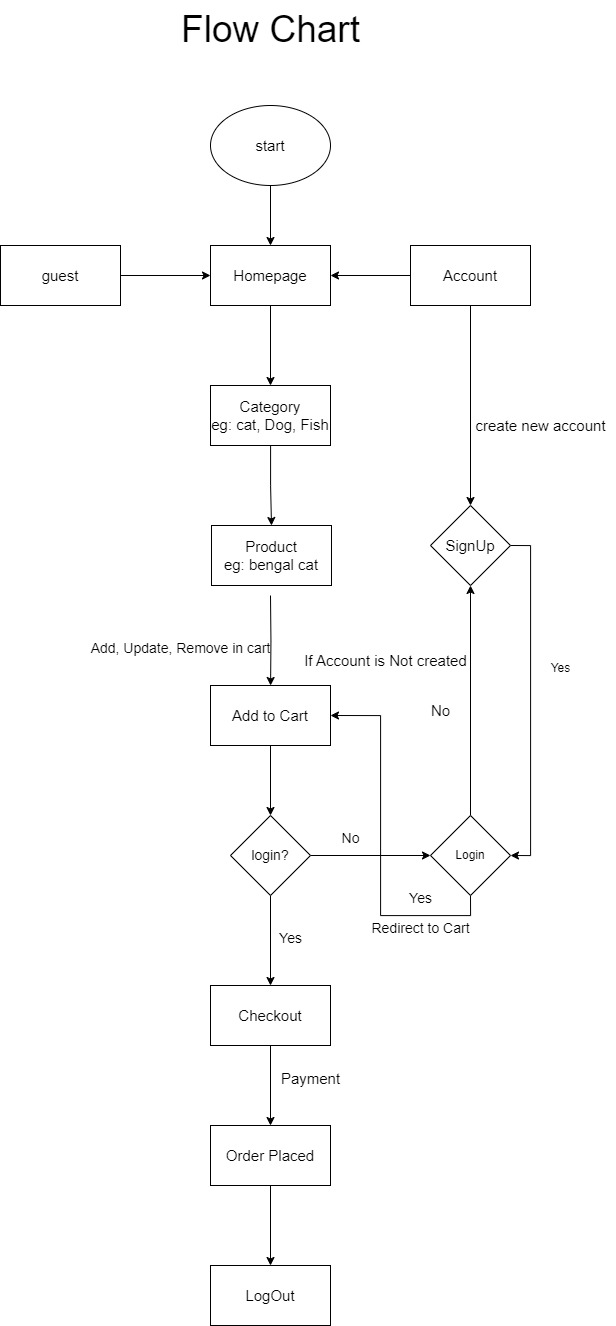 Flow Chart
start
guest
Homepage
Account
Category
eg: cat, Dog, Fish
create new account
Product
eg: bengal cat
SignUp
Add, Update, Remove in cart
If Account is Not created
Yes
Add to Cart
No
login?
No
Login
Yes
Redirect to Cart
Yes
Checkout
Payment
Order Placed
LogOut